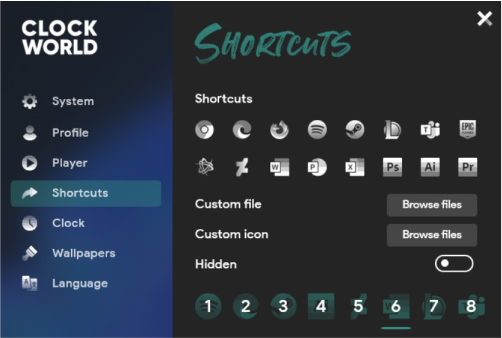 CLOCK
WORLD
SHORTCUTS
System
Profile
Player
Shortcuts
Clock
Wallpapers
Language
Shortcuts
EPIC
W P X Ps Ai Pr
Custom file Browse files
Custom icon Browse files
Hidden
1 2 3 4 5 6 7 8